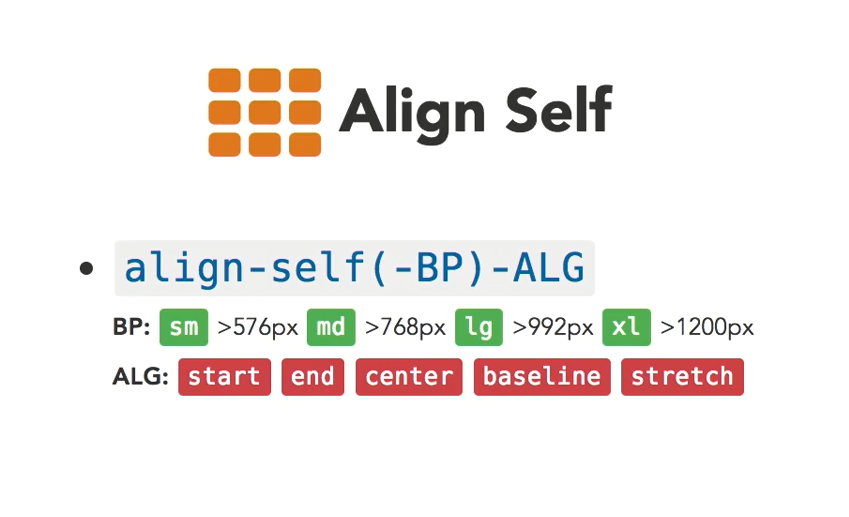 Align Self
• align-self(-BP)-ALG
BP: sm >576px md >768px lg >992px xl >1200px
ALG: start end center baseline stretch